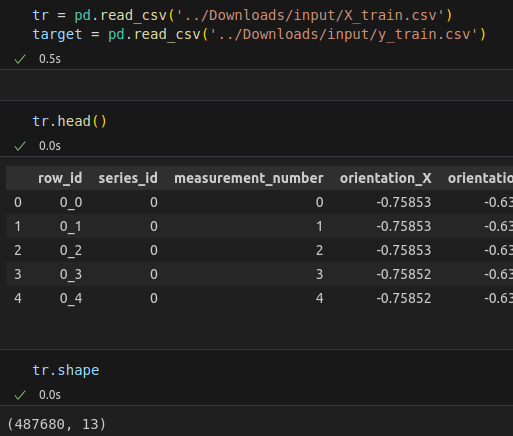 tr = pd.read_csv('../Downloads/input/X_train.csv')
target = pd.read_csv('../Downloads/input/y_train.csv')
0.5s
tr.head()
0.0s
row_id series_id measurement_number orientation_X orientatio
0 0_0 0 0 -0.75853 -0.63
1 0_1 0 1 -0.75853 -0.63
2 0_2 0 2 -0.75853 -0.63
3 0_3 0 3 -0.75852 -0.63
4 0_4 0 4 -0.75852 -0.63
tr.shape
0.0s
(487680, 13)